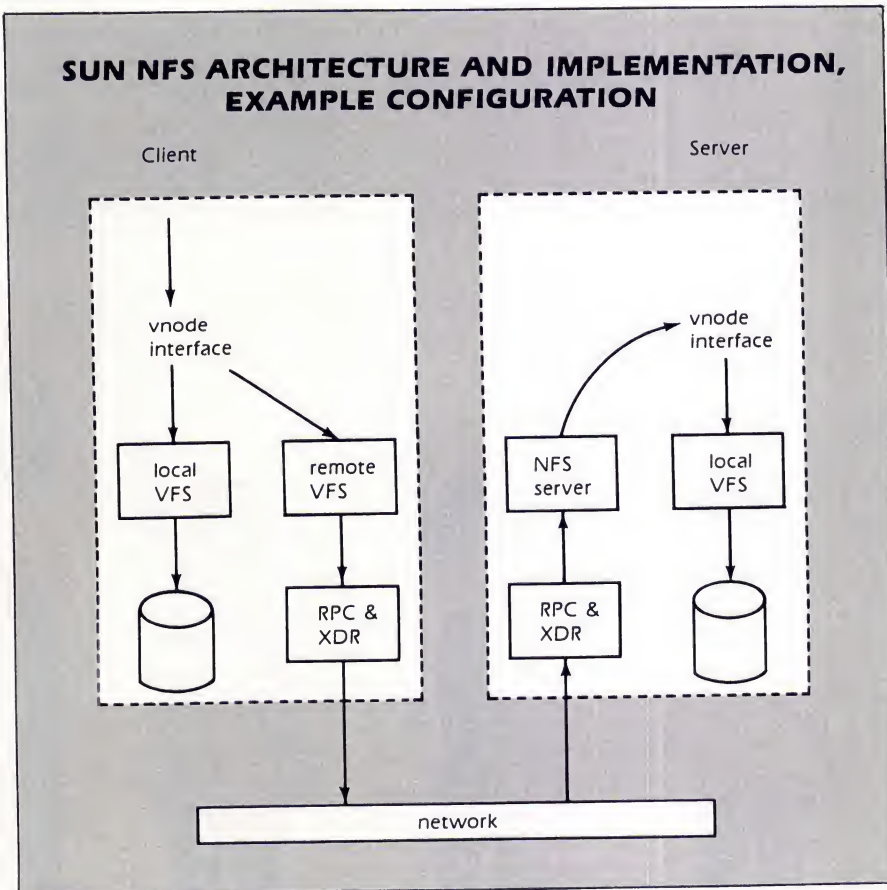 SUN NFS ARCHITECTURE AND IMPLEMENTATION,
EXAMPLE CONFIGURATION
Client
Server
vnode
interface
vnode
interface
local
VFS
remote
VFS
NFS
server
local
VFS
RPC &
XDR
RPC &
XDR
network